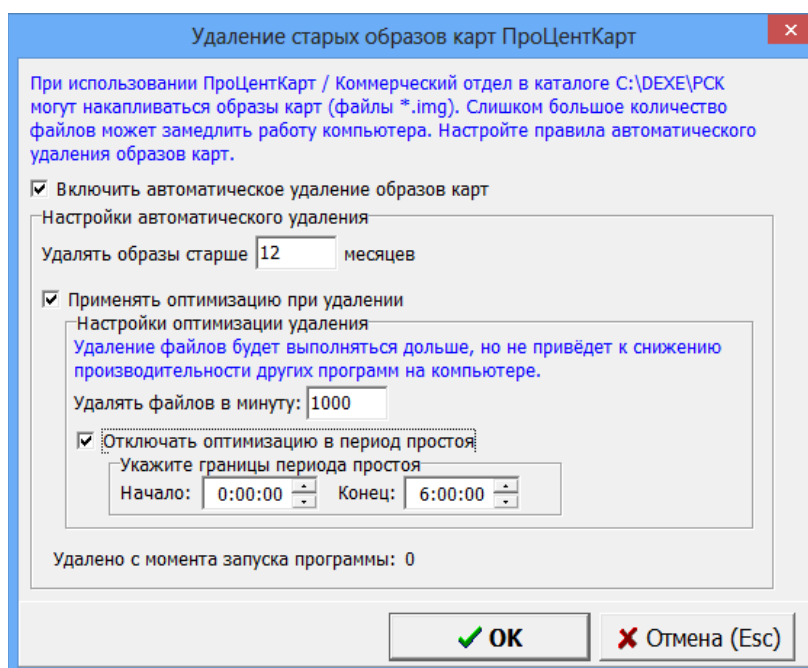 Удаление старых образов карт ПроЦентКарт
При использовании ПроЦентКарт / Коммерческий отдел в каталоге C:\DEXE\РСК
могут накапливаться образы карт (файлы *.img). Слишком большое количество
файлов может замедлить работу компьютера. Настройте правила автоматического
удаления образов карт.
Включить автоматическое удаление образов карт
Настройки автоматического удаления
Удалять образы старше 12 месяцев
Применять оптимизацию при удалении
Настройки оптимизации удаления
Удаление файлов будет выполняться дольше, но не приведёт к снижению
производительности других программ на компьютере.
Удалять файлов в минуту: 1000
Отключать оптимизацию в период простоя
Укажите границы периода простоя
Начало: 0:00:00 Конец: 6:00:00
Удалено с момента запуска программы: 0
OK Отмена (Esc)